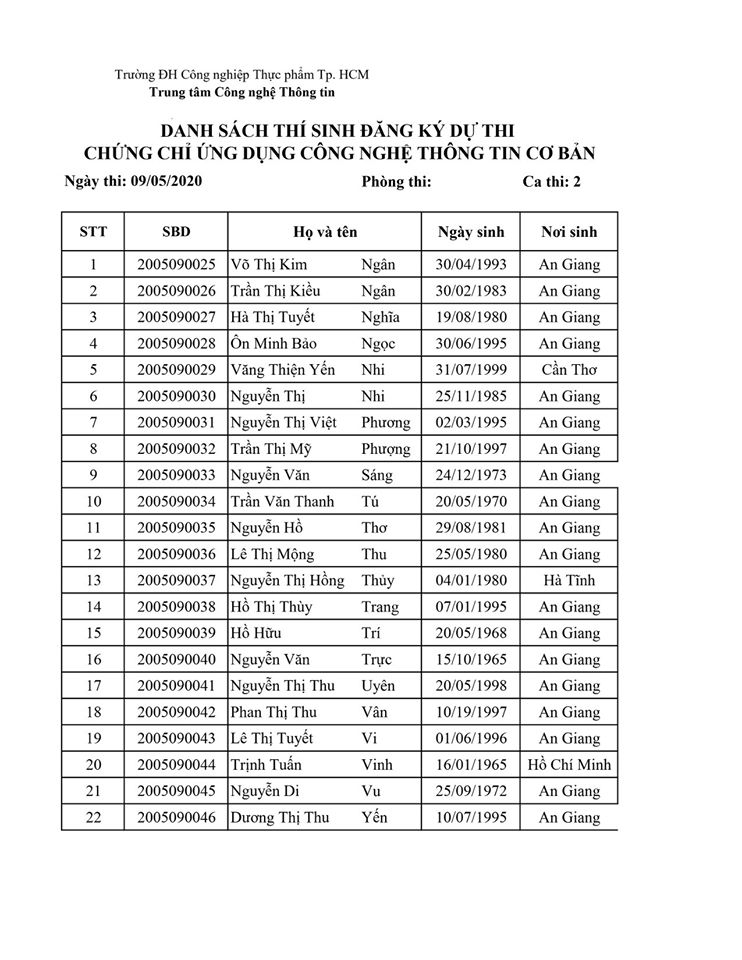 Trường ĐH Công nghiệp Thực phẩm Tp. HCM
Trung tâm Công nghệ Thông tin
DANH SÁCH THÍ SINH ĐĂNG KÝ DỰ THI
CHỨNG CHỈ ỨNG DỤNG CÔNG NGHỆ THÔNG TIN CƠ BẢN
Ngày thi: 09/05/2020 Phòng thi: Ca thi: 2
STT SBD Họ và tên Ngày sinh Nơi sinh
1 2005090025 Võ Thị Kim Ngân 30/04/1993 An Giang
2 2005090026 Trần Thị Kiều Ngân 30/02/1983 An Giang
3 2005090027 Hà Thị Tuyết Nghĩa 19/08/1980 An Giang
4 2005090028 Ôn Minh Bảo Ngọc 30/06/1995 An Giang
5 2005090029 Văng Thiện Yến Nhi 31/07/1999 Cần Thơ
6 2005090030 Nguyễn Thị Nhi 25/11/1985 An Giang
7 2005090031 Nguyễn Thị Việt Phương 02/03/1995 An Giang
8 2005090032 Trần Thị Mỹ Phượng 21/10/1997 An Giang
9 2005090033 Nguyễn Văn Sáng 24/12/1973 An Giang
10 2005090034 Trần Văn Thanh Tú 20/05/1970 An Giang
11 2005090035 Nguyễn Hồ Thơ 29/08/1981 An Giang
12 2005090036 Lê Thị Mộng Thu 25/05/1980 An Giang
13 2005090037 Nguyễn Thị Hồng Thủy 04/01/1980 Hà Tĩnh
14 2005090038 Hồ Thị Thùy Trang 07/01/1995 An Giang
15 2005090039 Hồ Hữu Trí 20/05/1968 An Giang
16 2005090040 Nguyễn Văn Trực 15/10/1965 An Giang
17 2005090041 Nguyễn Thị Thu Uyên 20/05/1998 An Giang
18 2005090042 Phan Thị Thu Vân 10/19/1997 An Giang
19 2005090043 Lê Thị Tuyết Vi 01/06/1996 An Giang
20 2005090044 Trịnh Tuấn Vinh 16/01/1965 Hồ Chí Minh
21 2005090045 Nguyễn Di Vu 25/09/1972 An Giang
22 2005090046 Dương Thị Thu Yến 10/07/1995 An Giang